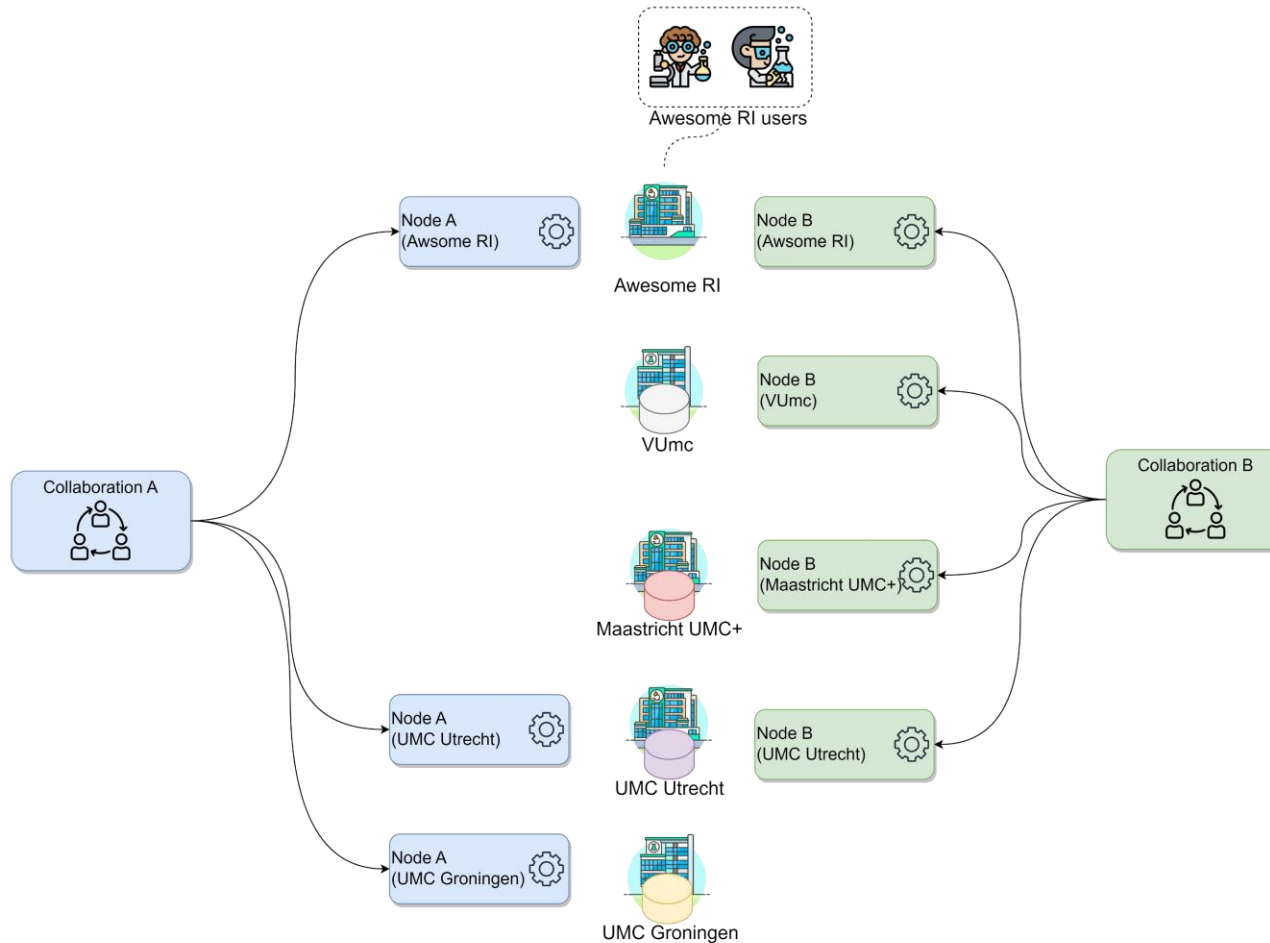 Awesome RI users
Node A
(Awsome RI)
Node B
(Awsome RI)
Awesome RI
Node B
(VUmc)
VUmc
Collaboration A
Collaboration B
Node B
(Maastricht UMC+)
Maastricht UMC+
Node A
(UMC Utrecht)
Node B
(UMC Utrecht)
UMC Utrecht
Node A
(UMC Groningen)
UMC Groningen